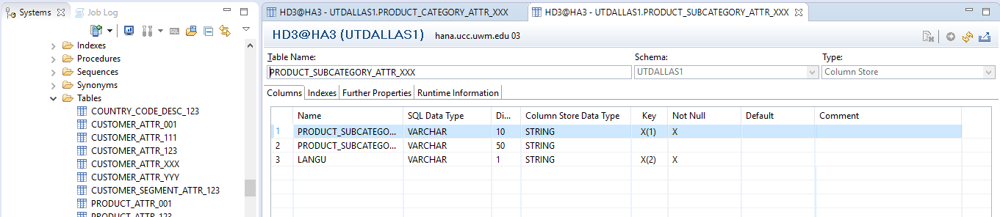 Systems
Job Log
HD3@HA3 - UTDALLAS1.PRODUCT_CATEGORY_ATTR_XXX
HD3@HA3 - UTDALLAS1.PRODUCT_SUBCATEGORY_ATTR_XXX
SQL
Indexes
Procedures
Sequences
Synonyms
Tables
COUNTRY_CODE_DESC_123
CUSTOMER_ATTR_001
CUSTOMER_ATTR_111
CUSTOMER_ATTR_123
CUSTOMER_ATTR_XXX
CUSTOMER_ATTR_YYY
CUSTOMER_SEGMENT_ATTR_123
PRODUCT_ATTR_001
PRODUCT_ATTR_123
HD3@HA3 (UTDALLAS1) hana.ucc.uwm.edu 03
Table Name: Schema: Type:
PRODUCT_SUBCATEGORY_ATTR_XXX UTDALLAS1 Column Store
Columns Indexes Further Properties Runtime Information
Name SQL Data Type Di... Column Store Data Type Key Not Null Default Comment
1 PRODUCT_SUBCATEGO... VARCHAR 10 STRING X(1) X
2 PRODUCT_SUBCATEGO... VARCHAR 50 STRING
3 LANGU VARCHAR 1 STRING X(2) X